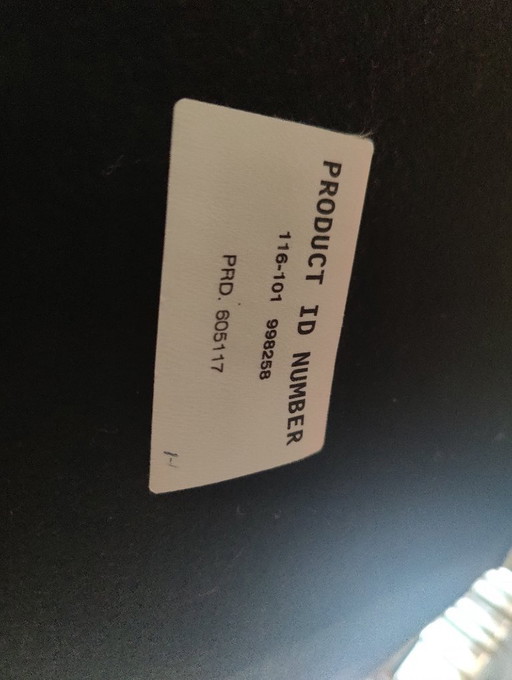 PRODUCT ID NUMBER
116-101 998258
PRD. 605117